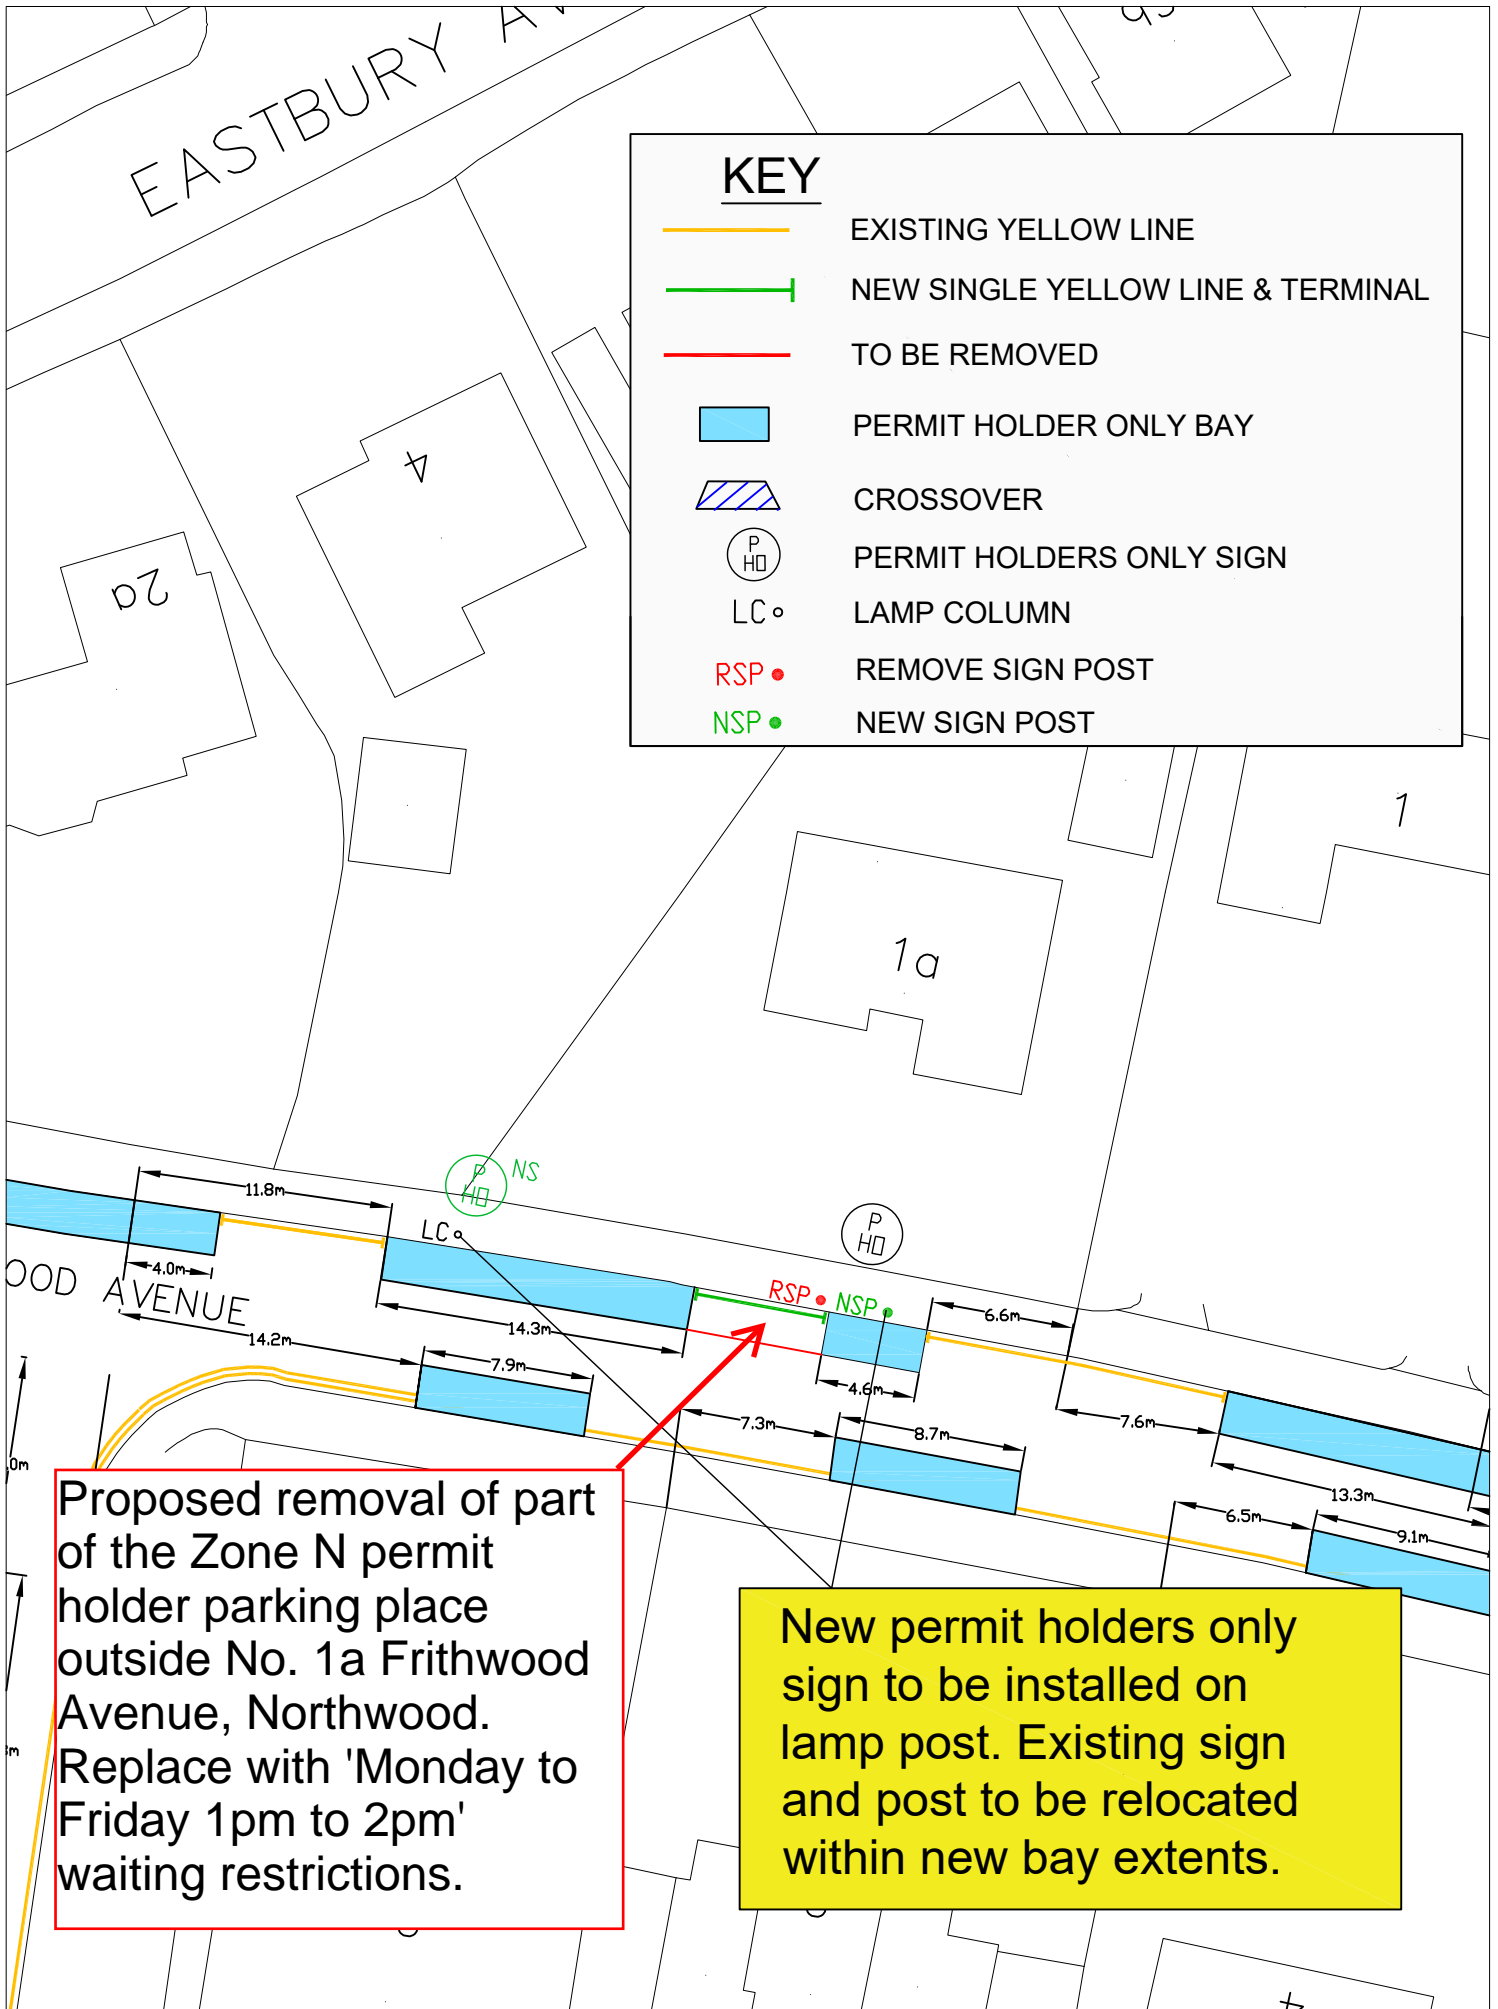 EASTBURY AV
KEY
EXISTING YELLOW LINE
NEW SINGLE YELLOW LINE & TERMINAL
TO BE REMOVED
PERMIT HOLDER ONLY BAY
CROSSOVER
P
HO
PERMIT HOLDERS ONLY SIGN
LC
LAMP COLUMN
RSP
REMOVE SIGN POST
NSP
NEW SIGN POST
4
2a
1
1a
P
HO
NS
11.8m
LC
P
HO
4.0m
OOD AVENUE
RSP
NSP
6.6m
14.2m
14.3m
7.9m
4.6m
7.3m
8.7m
7.6m
13.3m
6.5m
9.1m
.0m
Proposed removal of part
of the Zone N permit
holder parking place
outside No. 1a Frithwood
Avenue, Northwood.
Replace with 'Monday to
Friday 1pm to 2pm'
waiting restrictions.
New permit holders only
sign to be installed on
lamp post. Existing sign
and post to be relocated
within new bay extents.